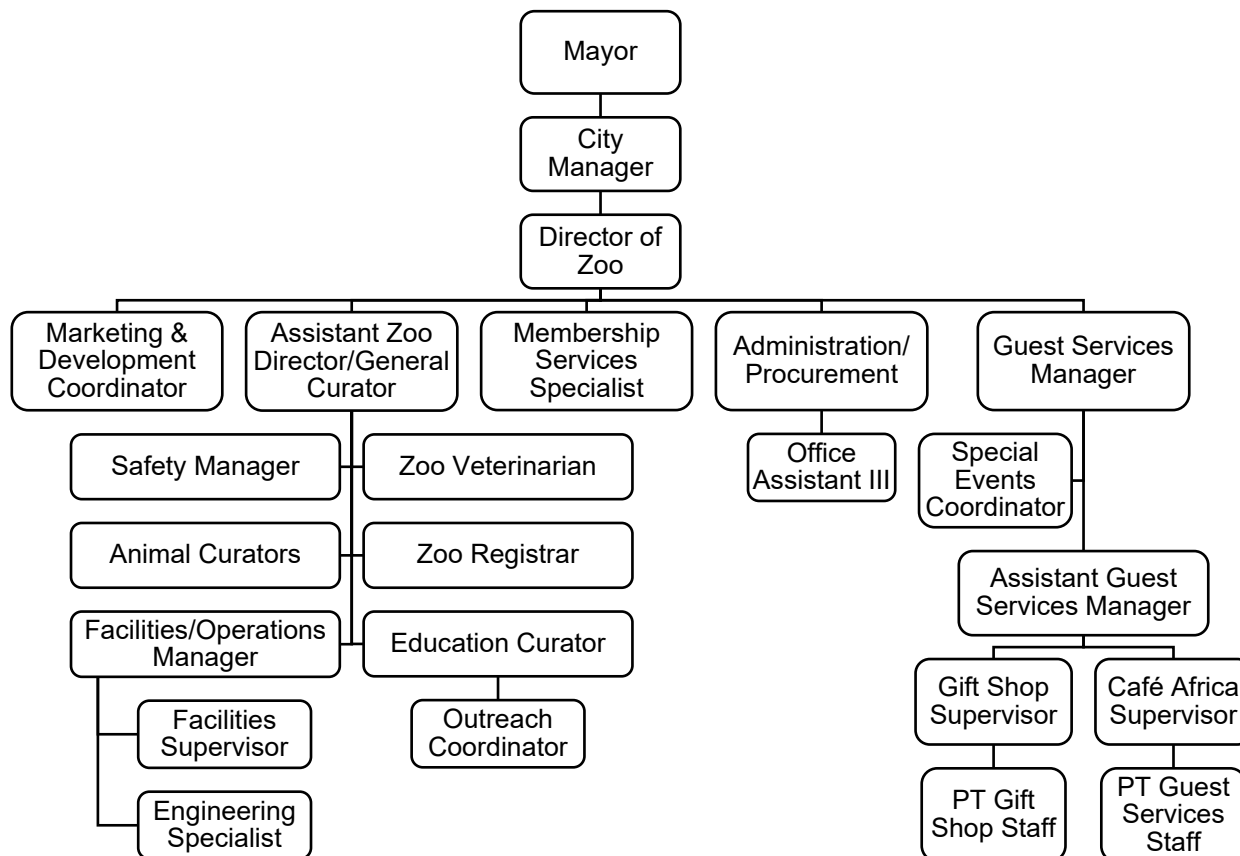 Mayor
City
Manager
Director of
Zoo
Marketing &
Development
Coordinator
Assistant Zoo
Director/General
Curator
Membership
Services
Specialist
Administration/
Procurement
Guest Services
Manager
Safety Manager
Zoo Veterinarian
Office
Assistant III
Special
Events
Coordinator
Animal Curators
Zoo Registrar
Assistant Guest
Services Manager
Facilities/Operations
Manager
Education Curator
Gift Shop
Supervisor
Café Africa
Supervisor
Facilities
Supervisor
Outreach
Coordinator
Engineering
Specialist
PT Gift
Shop Staff
PT Guest
Services
Staff